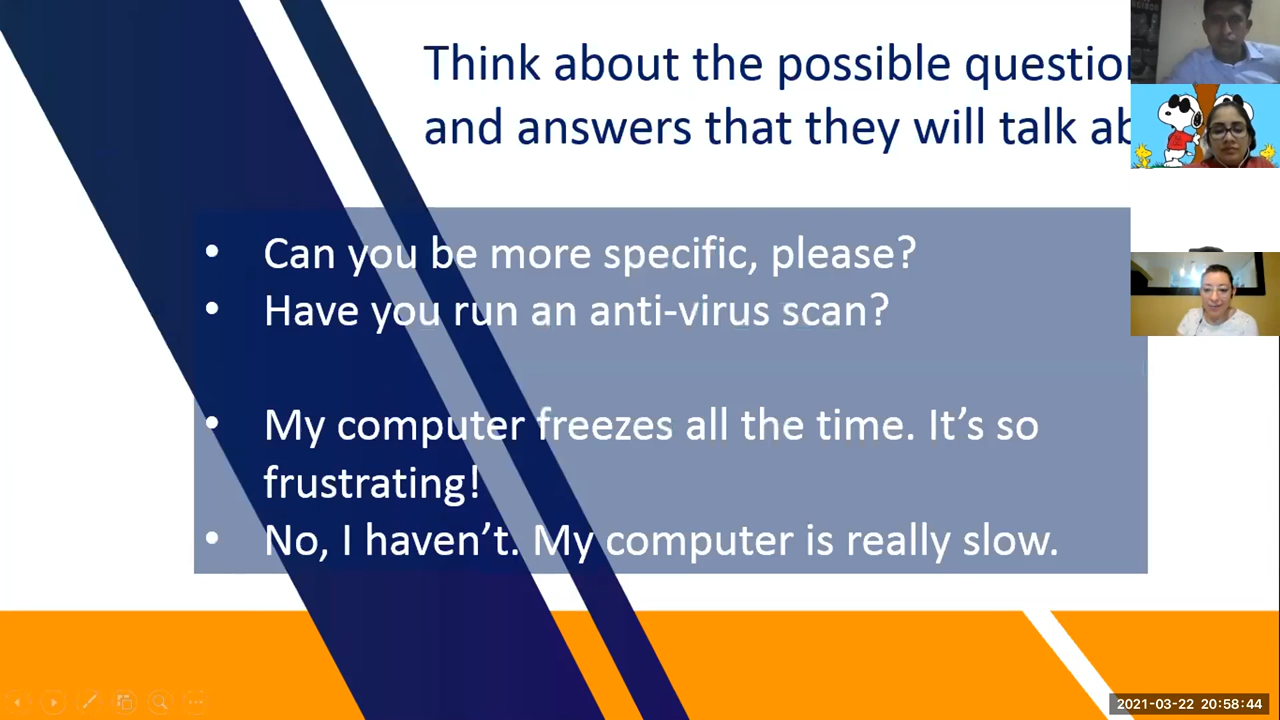 Think about the possible question
and answers that they will talk ab
• Can you be more specific, please?
• Have you run an anti-virus scan?
• My computer freezes all the time. It’s so
frustrating!
• No, I haven’t. My computer is really slow.
2021-03-22 20:58:44